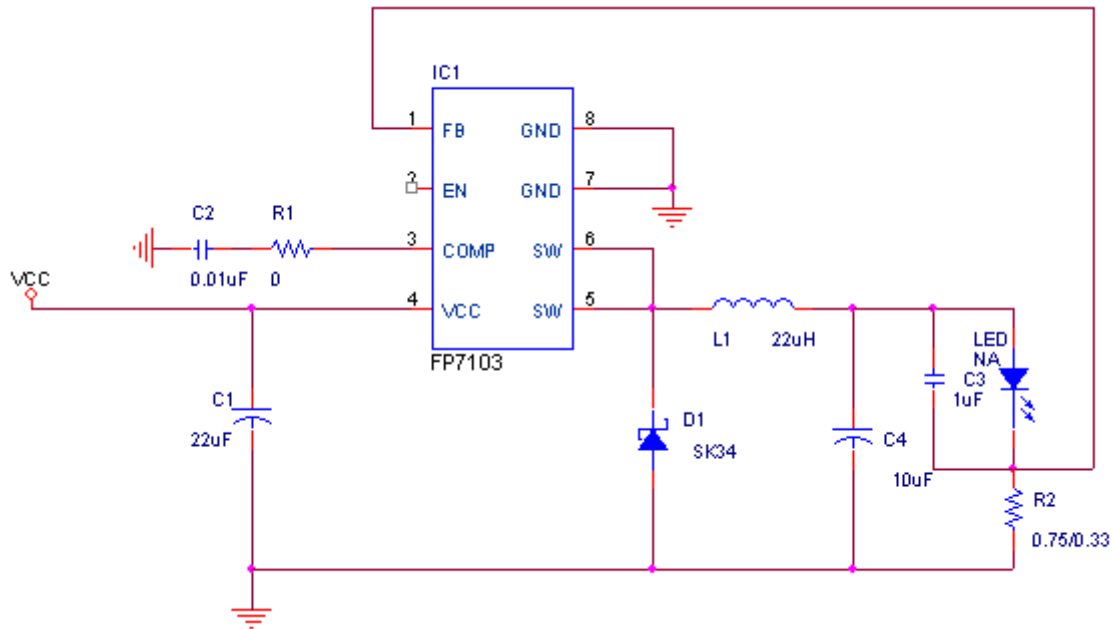 IC1
1 FB GND 8
2 EN GND 7
C2 R1
3 COMP SW 6
0.01uF 0
VCC
4 VCC SW 5
L1 22uH
FP7103
LED
NA
C3
1uF
C1
22uF
D1
SK34
C4
10uF
R2
0.75/0.33